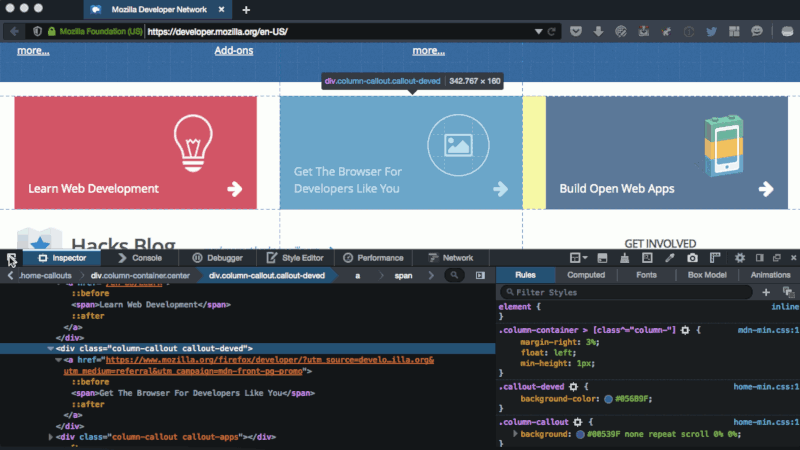 Mozilla Developer Network
Mozilla Foundation (US) https://developer.mozilla.org/en-US/
more...
Add-ons
more...
div.column-callout.callout-deved 342.767 × 160
Learn Web Development
Get The Browser For
Developers Like You
Build Open Web Apps
Hacks Blog
GET INVOLVED
Inspector
Console
Debugger
Style Editor
Performance
Network
.home-callouts
div.column-container.center
div.column-callout.callout-deved
a
span
Rules
Computed
Fonts
Box Model
Animations
::before
<span>Learn Web Development</span>
::after
</a>
</div>
<div class="column-callout callout-deved">
<a href="https://www.mozilla.org/firefox/developer/?utm_source=develo…illa.org&
utm_medium=referral&utm_campaign=mdn-front-pg-promo">
::before
<span>Get The Browser For Developers Like You</span>
::after
</a>
</div>
<div class="column-callout callout-apps"></div>
Filter Styles
element { inline
}
.column-container > [class^="column-"] { mdn-min.css:1
margin-right: 3%;
float: left;
min-height: 1px;
}
.callout-deved { home-min.css:1
background-color: #056B9F;
}
.column-callout { home-min.css:1
background: #00539F none repeat scroll 0% 0%;